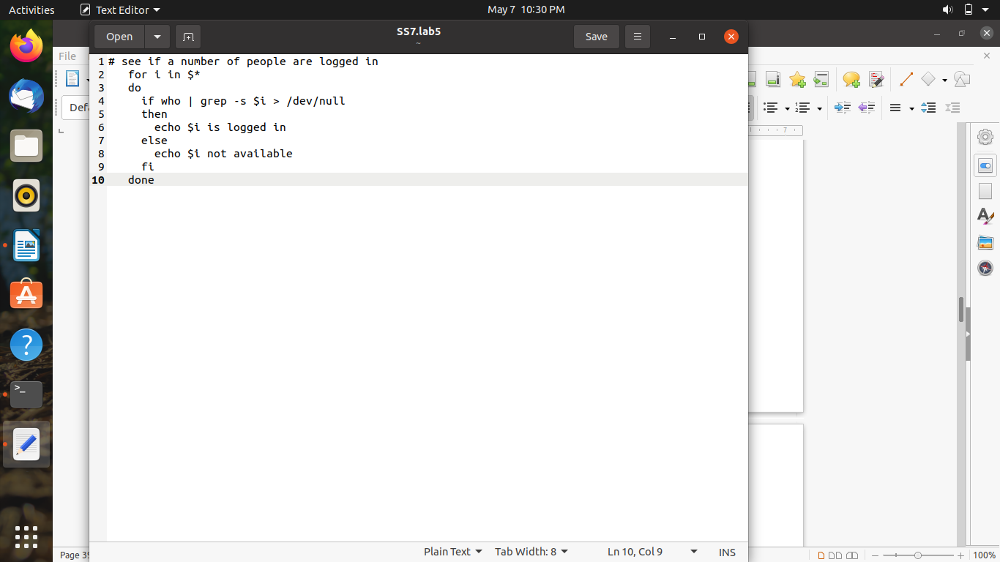 Activities Text Editor May 7 10:30 PM
Open SS7.lab5 Save
~
File
Defa
1 # see if a number of people are logged in
2 for i in $*
3 do
4 if who | grep -s $i > /dev/null
5 then
6 echo $i is logged in
7 else
8 echo $i not available
9 fi
10 done
7
Plain Text Tab Width: 8 Ln 10, Col 9 INS
Page 39 100%